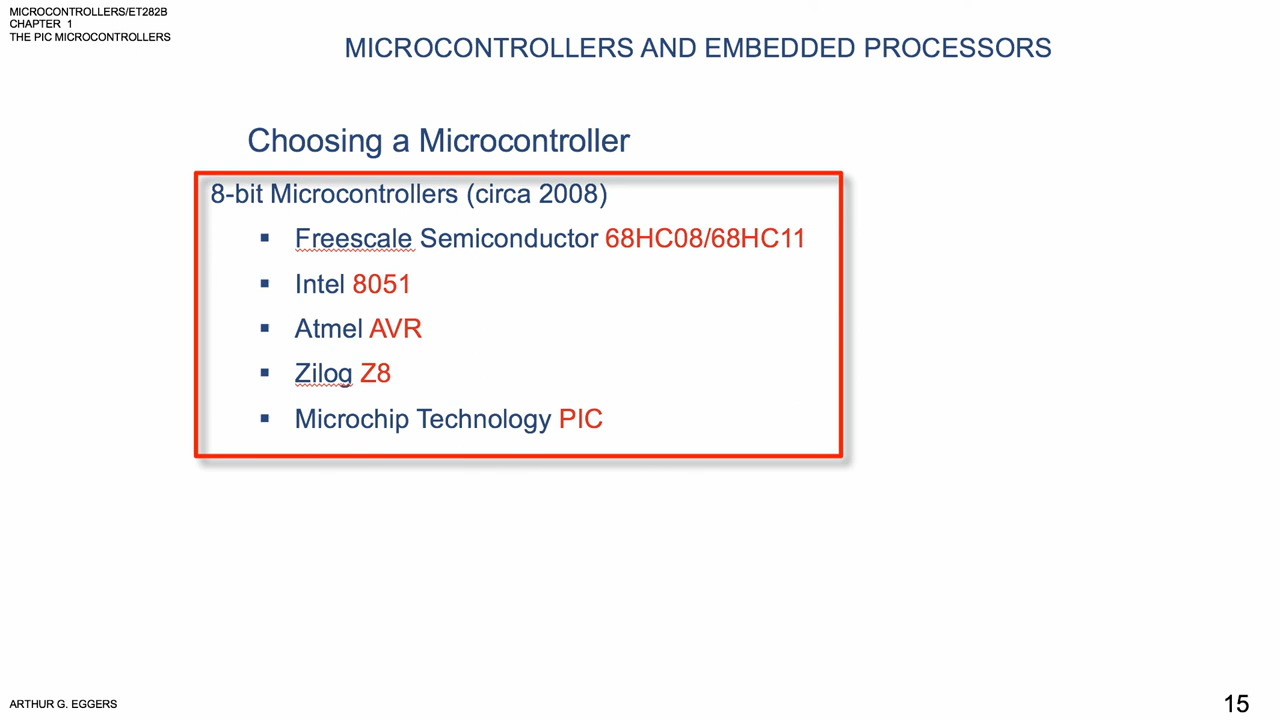 MICROCONTROLLERS/ET282B
CHAPTER 1
THE PIC MICROCONTROLLERS
MICROCONTROLLERS AND EMBEDDED PROCESSORS
Choosing a Microcontroller
8-bit Microcontrollers (circa 2008)
▪ Freescale Semiconductor 68HC08/68HC11
▪ Intel 8051
▪ Atmel AVR
▪ Zilog Z8
▪ Microchip Technology PIC
ARTHUR G. EGGERS
15